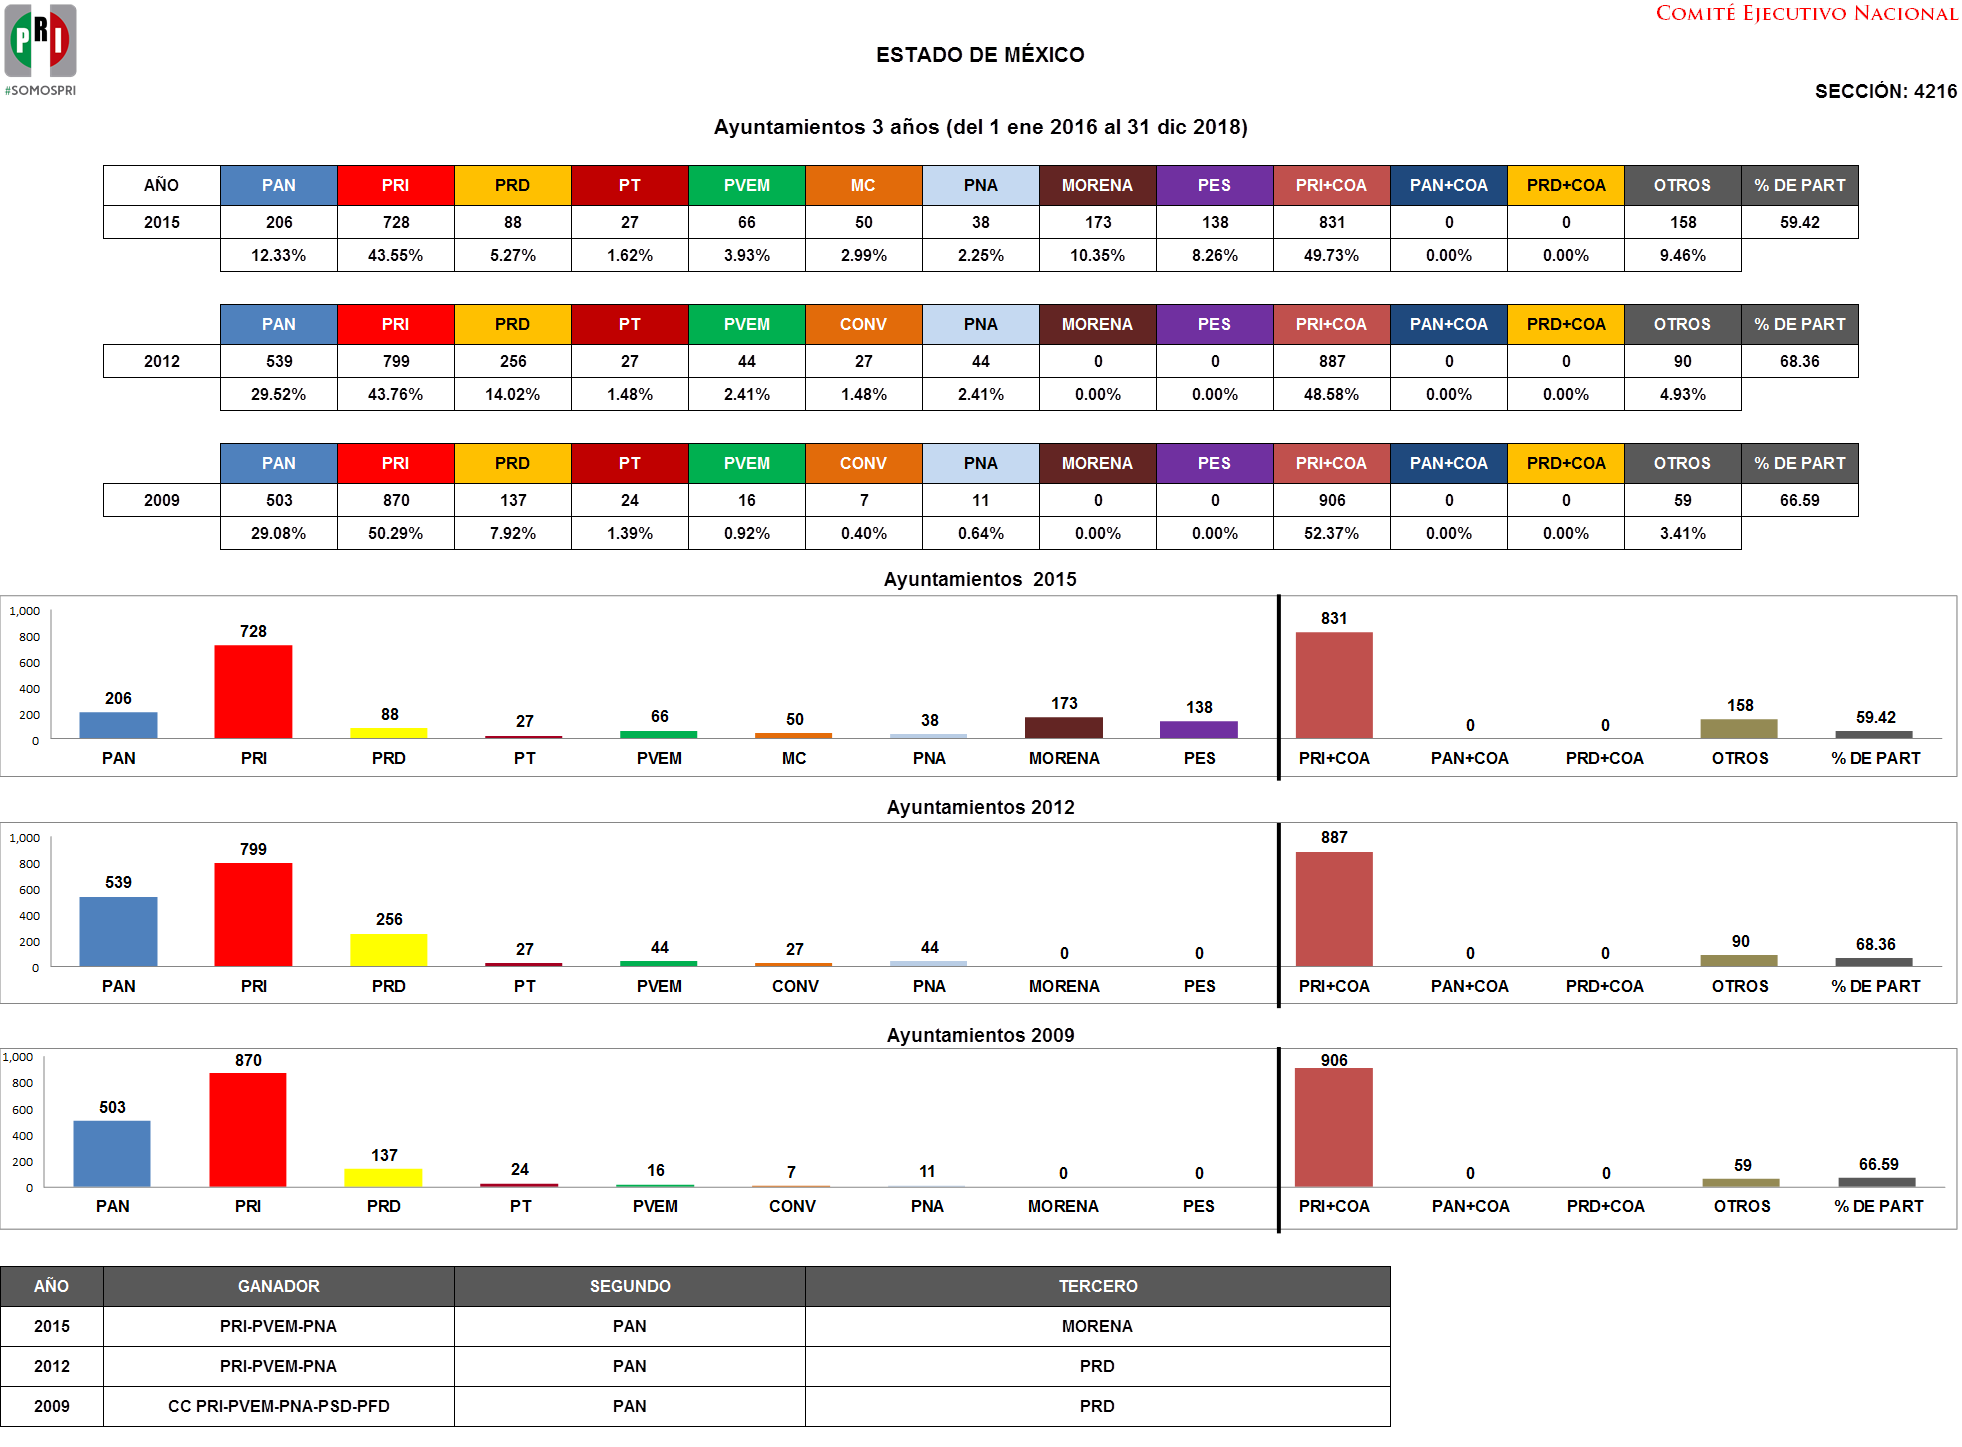 PRI
#SOMOSPRI
COMITÉ EJECUTIVO NACIONAL
ESTADO DE MÉXICO
SECCIÓN: 4216
Ayuntamientos 3 años (del 1 ene 2016 al 31 dic 2018)
AÑO PAN PRI PRD PT PVEM MC PNA MORENA PES PRI+COA PAN+COA PRD+COA OTROS % DE PART
2015 206 728 88 27 66 50 38 173 138 831 0 0 158 59.42
12.33% 43.55% 5.27% 1.62% 3.93% 2.99% 2.25% 10.35% 8.26% 49.73% 0.00% 0.00% 9.46%
PAN PRI PRD PT PVEM CONV PNA MORENA PES PRI+COA PAN+COA PRD+COA OTROS % DE PART
2012 539 799 256 27 44 27 44 0 0 887 0 0 90 68.36
29.52% 43.76% 14.02% 1.48% 2.41% 1.48% 2.41% 0.00% 0.00% 48.58% 0.00% 0.00% 4.93%
PAN PRI PRD PT PVEM CONV PNA MORENA PES PRI+COA PAN+COA PRD+COA OTROS % DE PART
2009 503 870 137 24 16 7 11 0 0 906 0 0 59 66.59
29.08% 50.29% 7.92% 1.39% 0.92% 0.40% 0.64% 0.00% 0.00% 52.37% 0.00% 0.00% 3.41%
Ayuntamientos 2015
1,000
800
600
400
200
0
206 728 88 27 66 50 38 173 138 831 0 0 158 59.42
PAN PRI PRD PT PVEM MC PNA MORENA PES PRI+COA PAN+COA PRD+COA OTROS % DE PART
Ayuntamientos 2012
1,000
800
600
400
200
0
539 799 256 27 44 27 44 0 0 887 0 0 90 68.36
PAN PRI PRD PT PVEM CONV PNA MORENA PES PRI+COA PAN+COA PRD+COA OTROS % DE PART
Ayuntamientos 2009
1,000
800
600
400
200
0
503 870 137 24 16 7 11 0 0 906 0 0 59 66.59
PAN PRI PRD PT PVEM CONV PNA MORENA PES PRI+COA PAN+COA PRD+COA OTROS % DE PART
AÑO GANADOR SEGUNDO TERCERO
2015 PRI-PVEM-PNA PAN MORENA
2012 PRI-PVEM-PNA PAN PRD
2009 CC PRI-PVEM-PNA-PSD-PFD PAN PRD